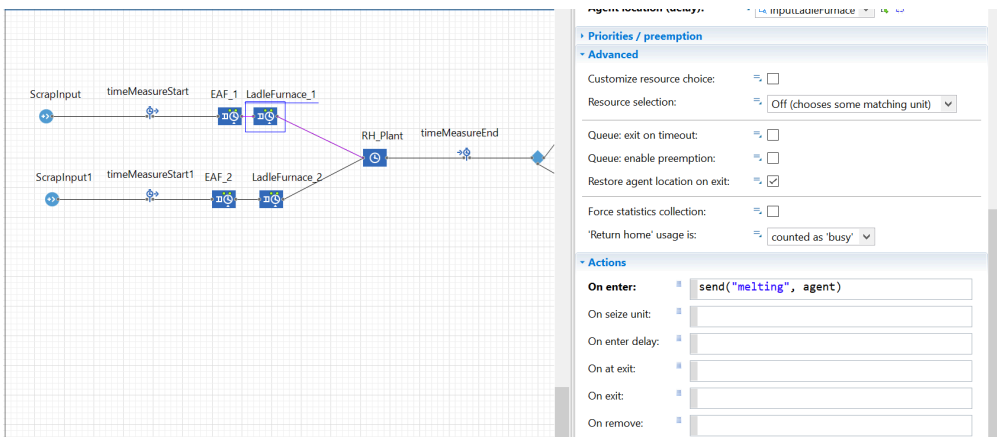 Agent location (delay):
inputLadleFurnace
Priorities / preemption
Advanced
Customize resource choice:
Resource selection:
Off (chooses some matching unit)
Queue: exit on timeout:
Queue: enable preemption:
Restore agent location on exit:
Force statistics collection:
'Return home' usage is:
counted as 'busy'
Actions
On enter:
send("melting", agent)
On seize unit:
On enter delay:
On at exit:
On exit:
On remove:
ScrapInput
timeMeasureStart
EAF_1
LadleFurnace_1
RH_Plant
timeMeasureEnd
ScrapInput1
timeMeasureStart1
EAF_2
LadleFurnace_2